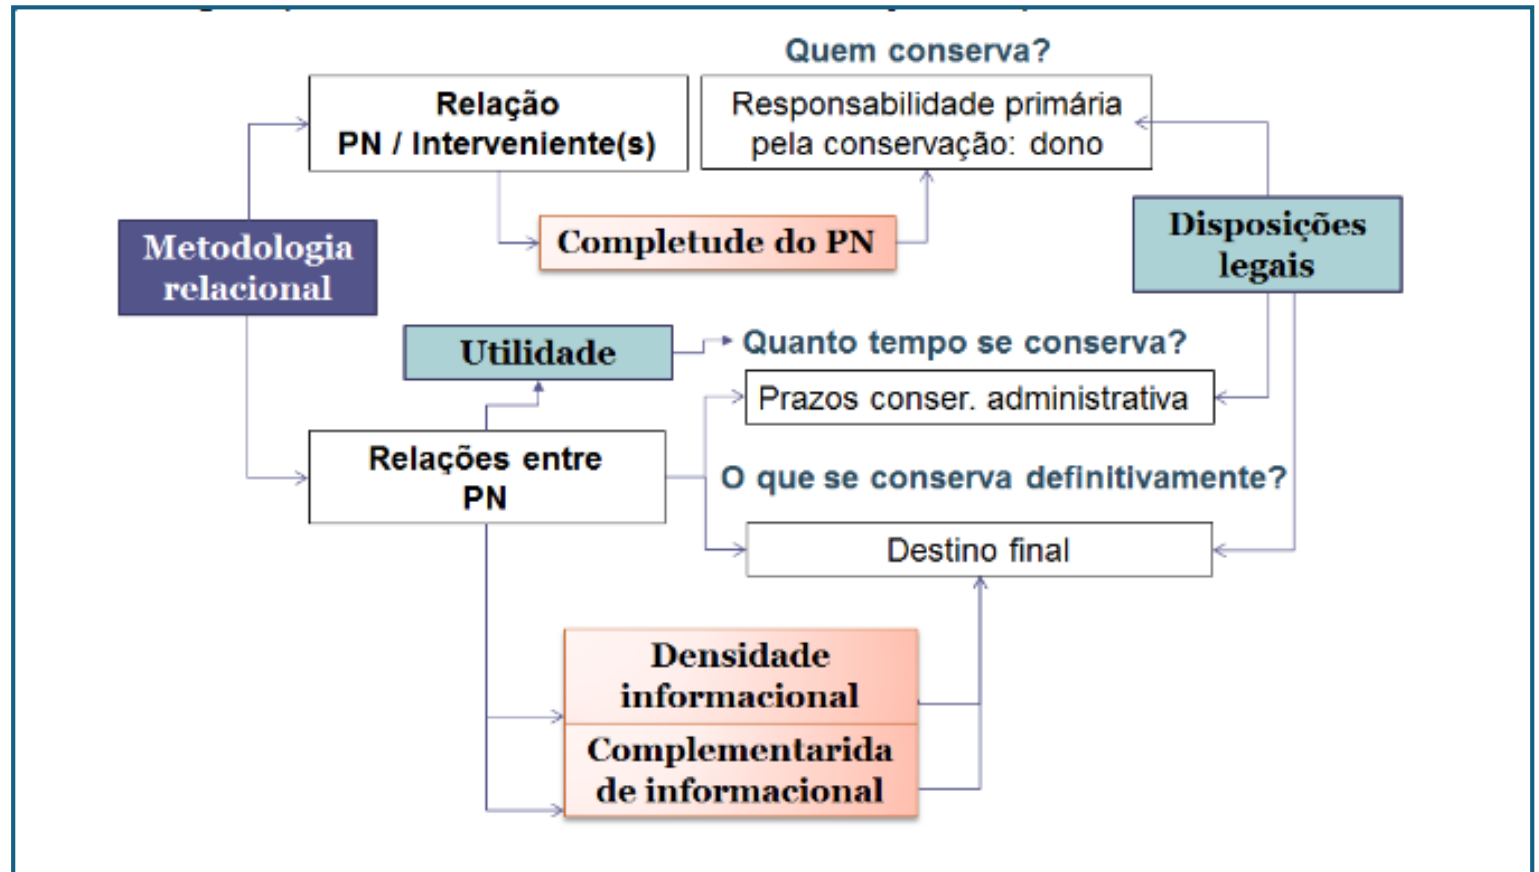 Quem conserva?
Relação
PN / Interveniente(s)
Responsabilidade primária
pela conservação: dono
Completude do PN
Disposições
legais
Metodologia
relacional
Utilidade
Quanto tempo se conserva?
Prazos conser. administrativa
Relações entre
PN
O que se conserva definitivamente?
Destino final
Densidade
informacional
Complementarida
de informacional